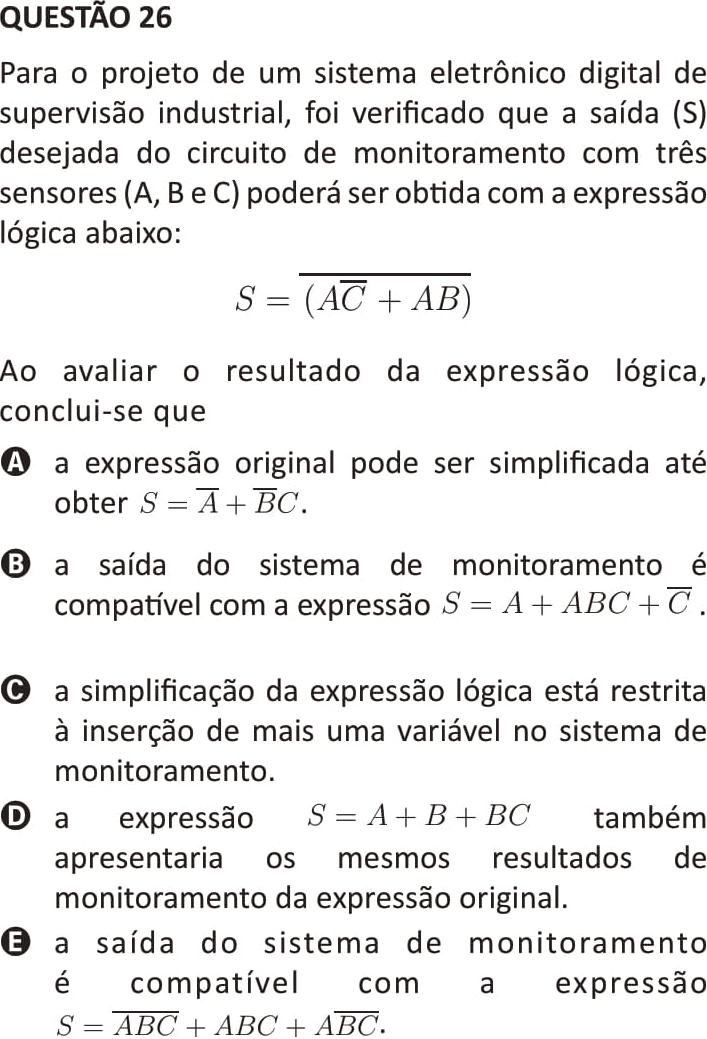 QUESTÃO 26
Para o projeto de um sistema eletrônico digital de
supervisão industrial, foi verificado que a saída (S)
desejada do circuito de monitoramento com três
sensores (A, B e C) poderá ser obtida com a expressão
lógica abaixo:
$S = \overline{(A\overline{C} + AB)}$
Ao avaliar o resultado da expressão lógica,
conclui-se que
A a expressão original pode ser simplificada até
obter $S = \overline{A} + \overline{B}C$.
B a saída do sistema de monitoramento é
compatível com a expressão $S = A + ABC + \overline{C}$ .
C a simplificação da expressão lógica está restrita
à inserção de mais uma variável no sistema de
monitoramento.
D a expressão $S = A + B + BC$ também
apresentaria os mesmos resultados de
monitoramento da expressão original.
E a saída do sistema de monitoramento
é compatível com a expressão
$S = \overline{ABC} + ABC + A\overline{BC}$.